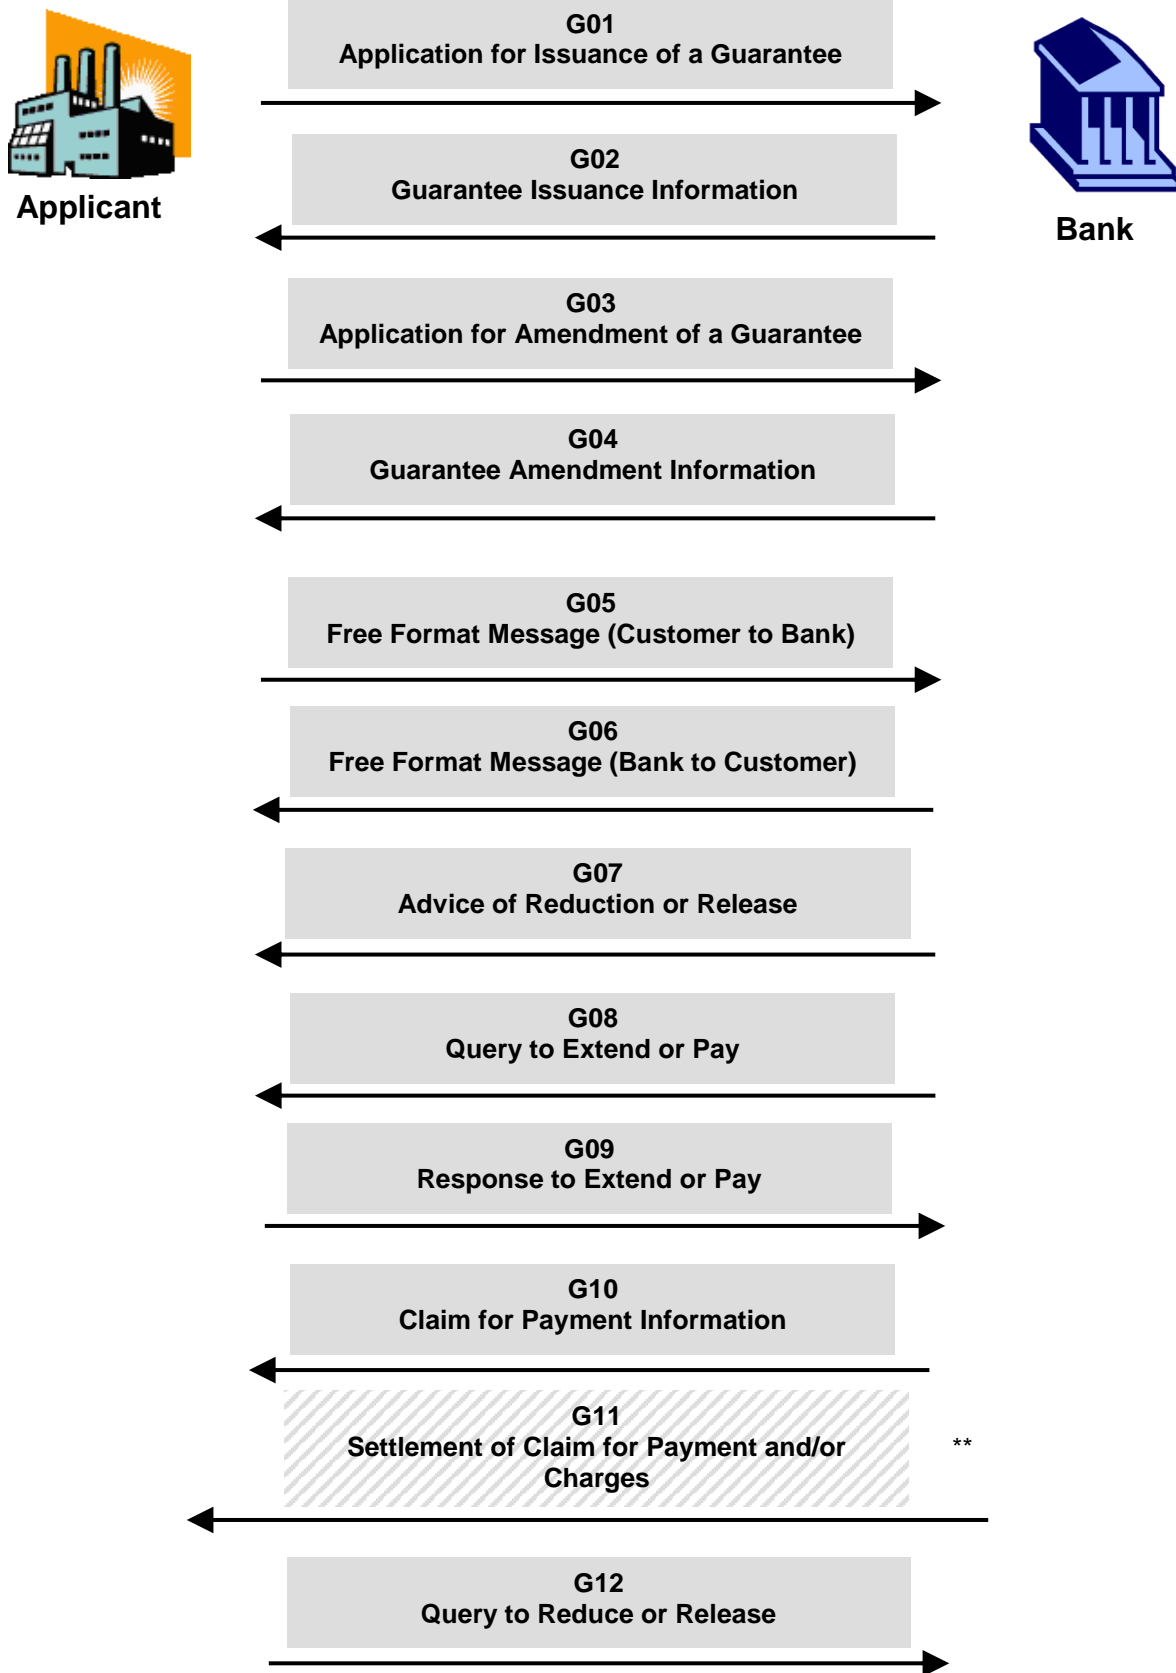 G01
Application for Issuance of a Guarantee
G02
Guarantee Issuance Information
Applicant
Bank
G03
Application for Amendment of a Guarantee
G04
Guarantee Amendment Information
G05
Free Format Message (Customer to Bank)
G06
Free Format Message (Bank to Customer)
G07
Advice of Reduction or Release
G08
Query to Extend or Pay
G09
Response to Extend or Pay
G10
Claim for Payment Information
G11
Settlement of Claim for Payment and/or
Charges
**
G12
Query to Reduce or Release